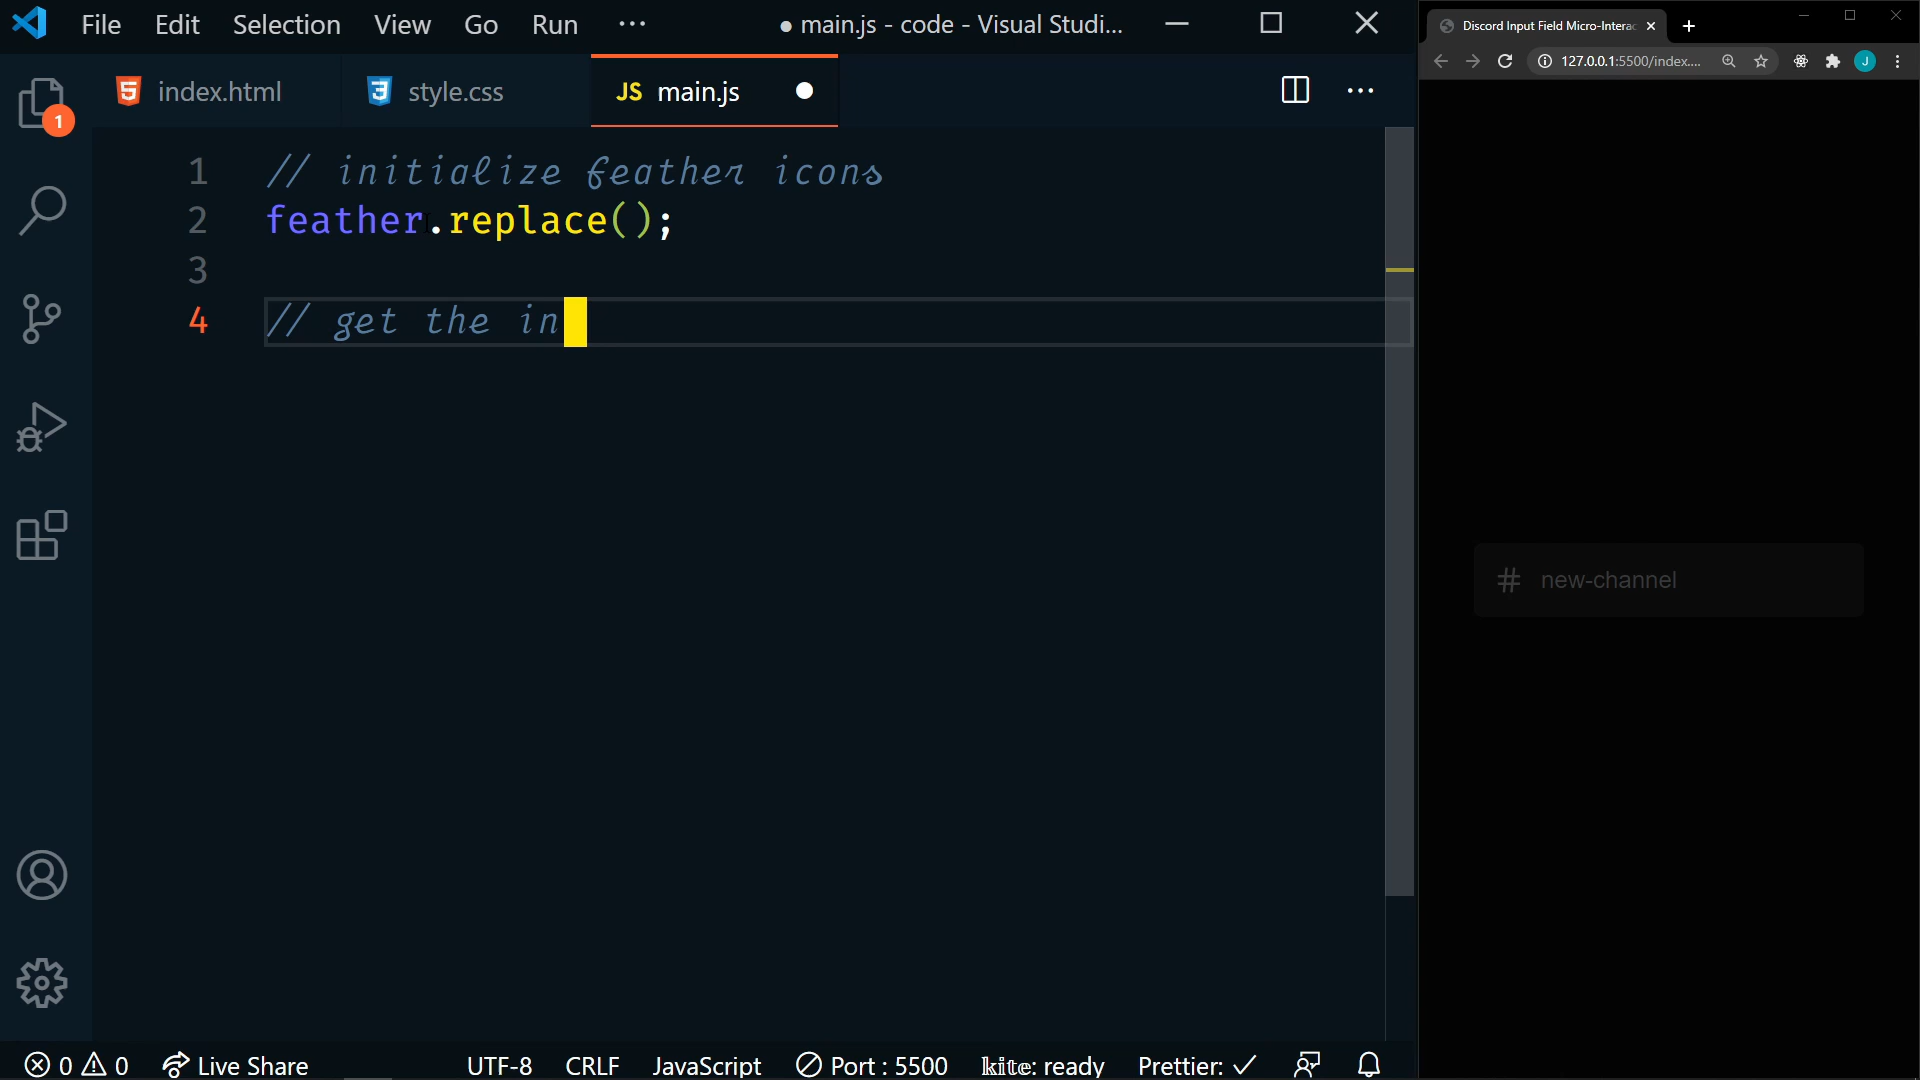 File Edit Selection View Go Run ··· ● main.js - code - Visual Studi...
index.html style.css JS main.js
1
1 // initialize feather icons
2 feather.replace();
3
4 // get the in
0 0 Live Share UTF-8 CRLF JavaScript Port : 5500 kite: ready Prettier: ✓
Discord Input Field Micro-Interac
127.0.0.1:5500/index....
J
# new-channel